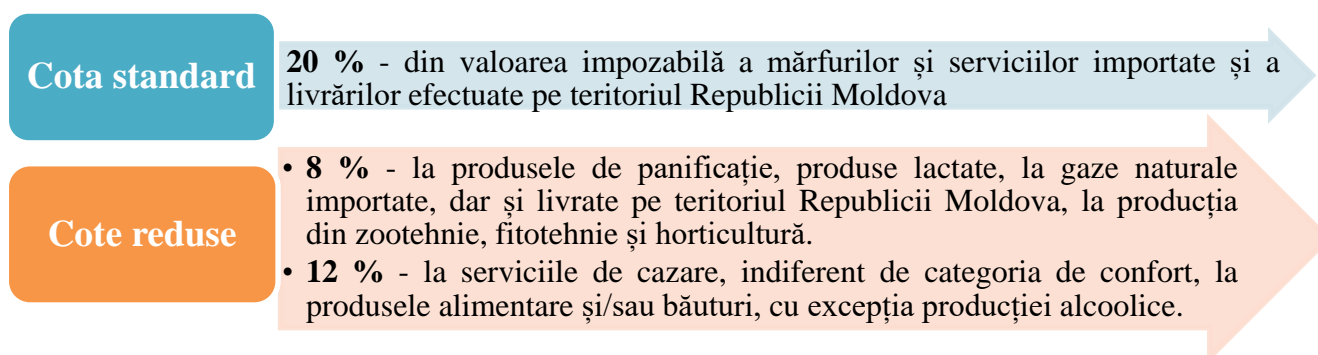 Cota standard
20 % - din valoarea impozabilă a mărfurilor și serviciilor importate și a
livrărilor efectuate pe teritoriul Republicii Moldova
Cote reduse
• 8 % - la produsele de panificație, produse lactate, la gaze naturale
importate, dar și livrate pe teritoriul Republicii Moldova, la producția
din zootehnie, fitotehnie și horticultură.
• 12 % - la serviciile de cazare, indiferent de categoria de confort, la
produsele alimentare și/sau băuturi, cu excepția producției alcoolice.